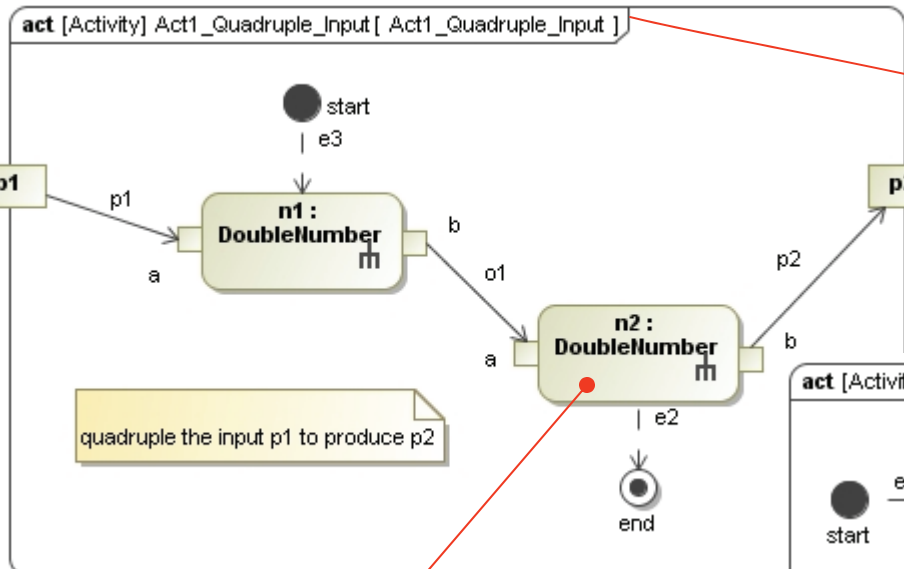 act [Activity] Act1_Quadruple_Input [ Act1_Quadruple_Input ]
start
e3
p1
p1
n1 :
DoubleNumber
a
b
o1
p2
n2 :
DoubleNumber
a
b
quadruple the input p1 to produce p2
e2
end
act
start